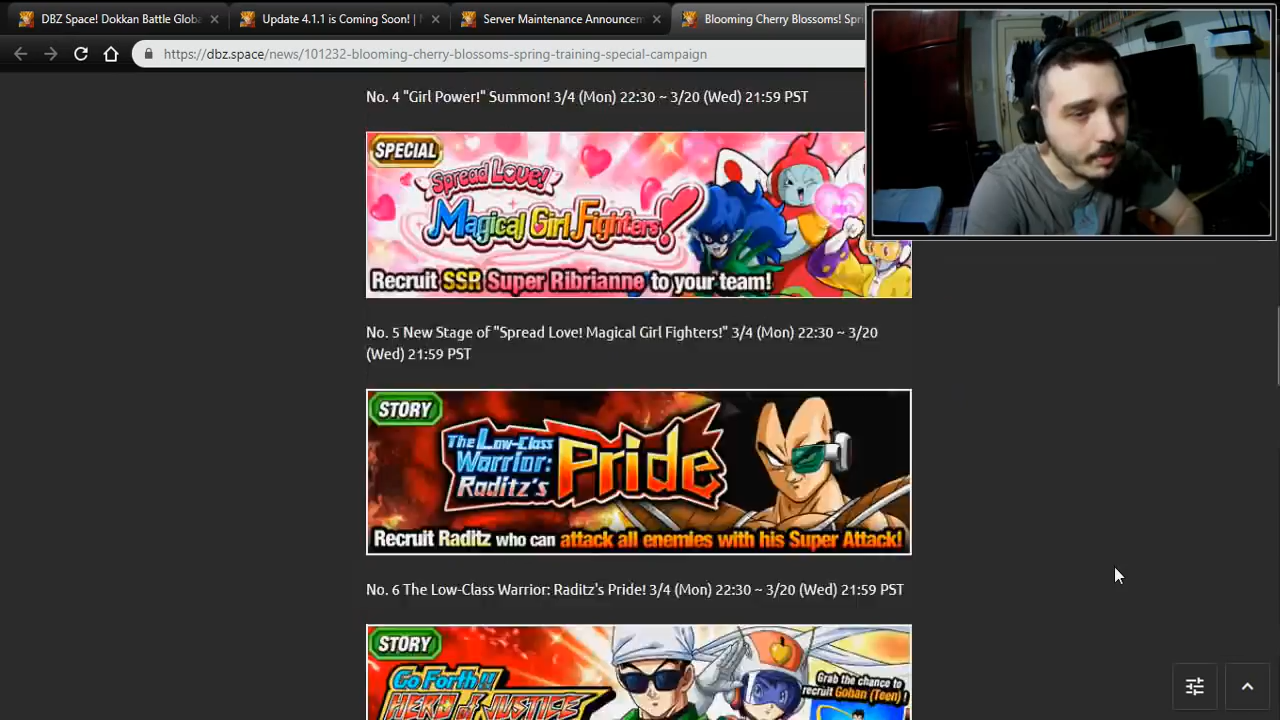 DBZ Space! Dokkan Battle Globa
Update 4.1.1 is Coming Soon! |
Server Maintenance Announcem
Blooming Cherry Blossoms! Spr
https://dbz.space/news/101232-blooming-cherry-blossoms-spring-training-special-campaign
No. 4 "Girl Power!" Summon! 3/4 (Mon) 22:30 ~ 3/20 (Wed) 21:59 PST
SPECIAL
Spread Love!
Magical Girl Fighters!
Recruit SSR Super Ribrianne to your team!
No. 5 New Stage of "Spread Love! Magical Girl Fighters!" 3/4 (Mon) 22:30 ~ 3/20
(Wed) 21:59 PST
STORY
The Low-Class
Warrior:
Raditz's
Pride
Recruit Raditz who can attack all enemies with his Super Attack!
No. 6 The Low-Class Warrior: Raditz's Pride! 3/4 (Mon) 22:30 ~ 3/20 (Wed) 21:59 PST
STORY
Go Forth!!
HERO of JUSTICE
Grab the chance to
recruit Gohan (Teen)!